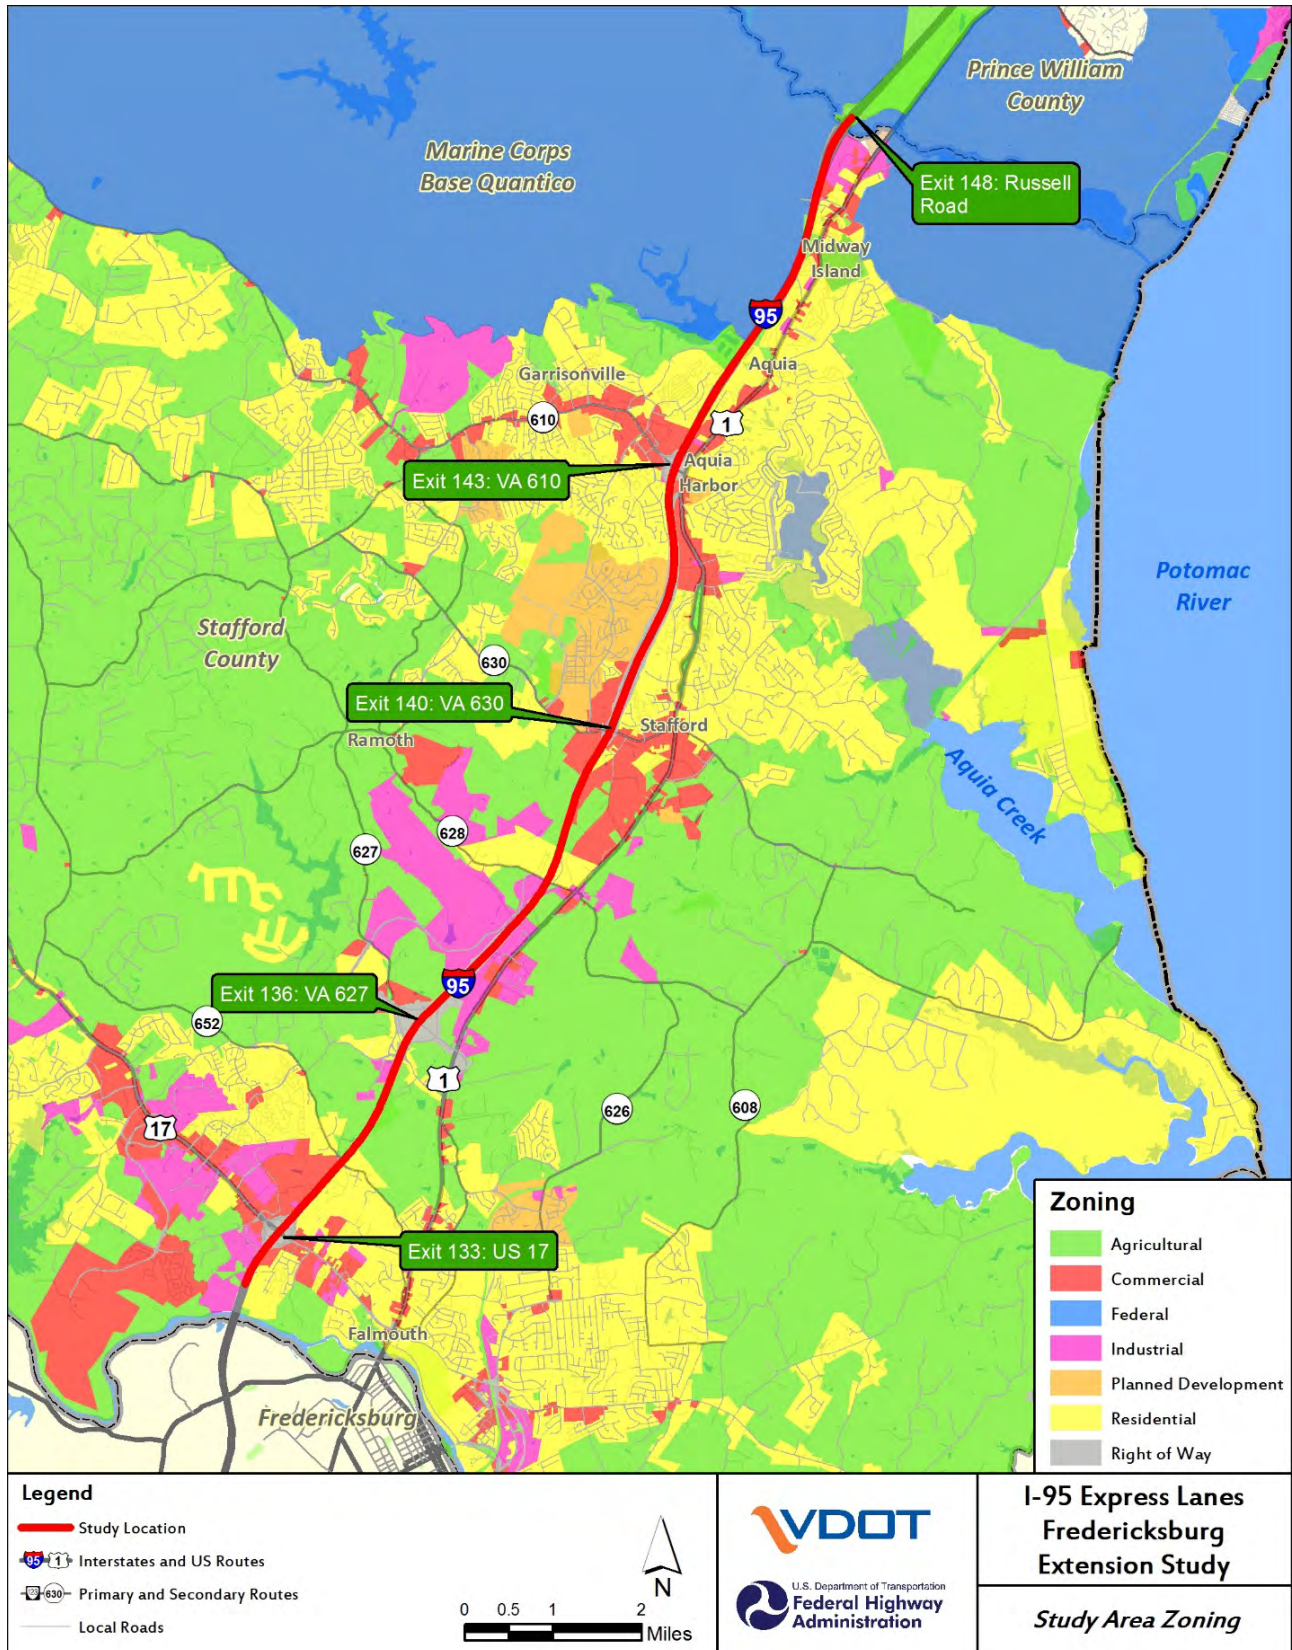 Prince William
County
Marine Corps
Base Quantico
Exit 148: Russell
Road
Midway
Island
95
Aquia
Garrisonville
610
1
Exit 143: VA 610
Aquia
Harbor
Potomac
River
Stafford
County
630
Exit 140: VA 630
Stafford
Ramoth
Aquia Creek
628
627
95
Exit 136: VA 627
652
1
626
608
17
Exit 133: US 17
Falmouth
Fredericksburg
Zoning
Agricultural
Commercial
Federal
Industrial
Planned Development
Residential
Right of Way
Legend
Study Location
95 1 Interstates and US Routes
123 630 Primary and Secondary Routes
Local Roads
N
0 0.5 1 2
Miles
VDOT
U.S. Department of Transportation
Federal Highway
Administration
I-95 Express Lanes
Fredericksburg
Extension Study
Study Area Zoning